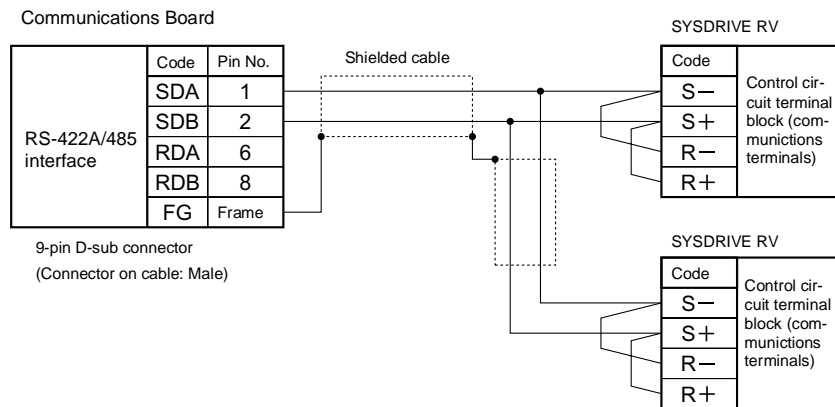 Communications Board
Code Pin No.
SDA 1
SDB 2
RDA 6
RDB 8
FG Frame
RS-422A/485
interface
9-pin D-sub connector
(Connector on cable: Male)
Shielded cable
SYSDRIVE RV
Code
S−
S+
R−
R+
Control cir-
cuit terminal
block (com-
munictions
terminals)
SYSDRIVE RV
Code
S−
S+
R−
R+
Control cir-
cuit terminal
block (com-
munictions
terminals)